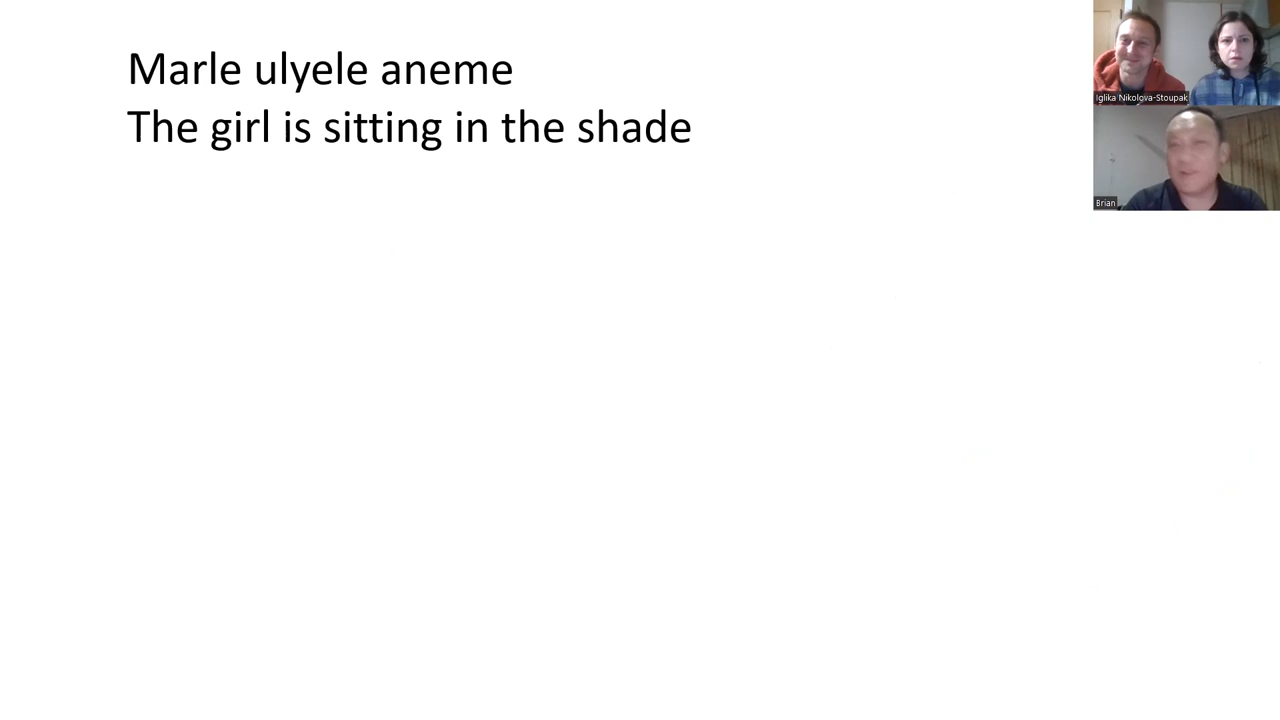 Marle ulyele aneme
The girl is sitting in the shade
Iglika Nikolova-Stoupak
Brian